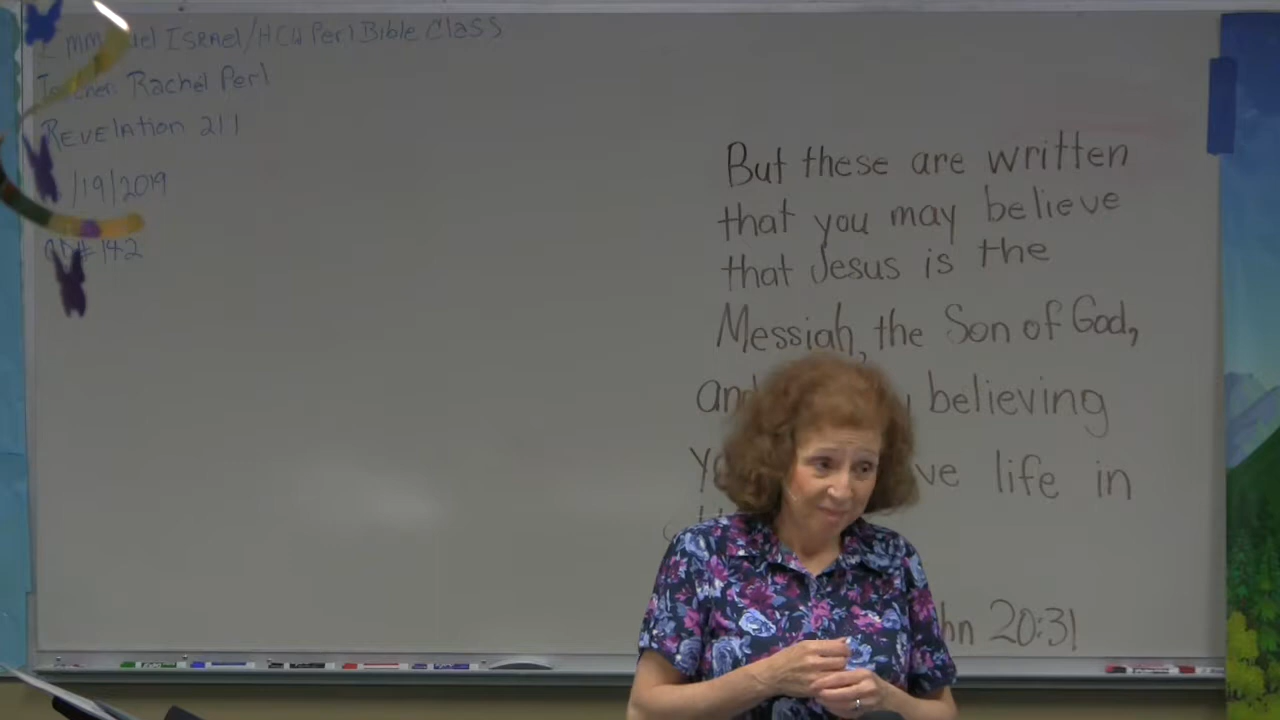 Israel/HCH Perl Bible Class
Rachel Perl
Revelation 211
/19/2019
#142
But these are written
that you may believe
that Jesus is the
Messiah, the Son of God,
believing
life in
20:31